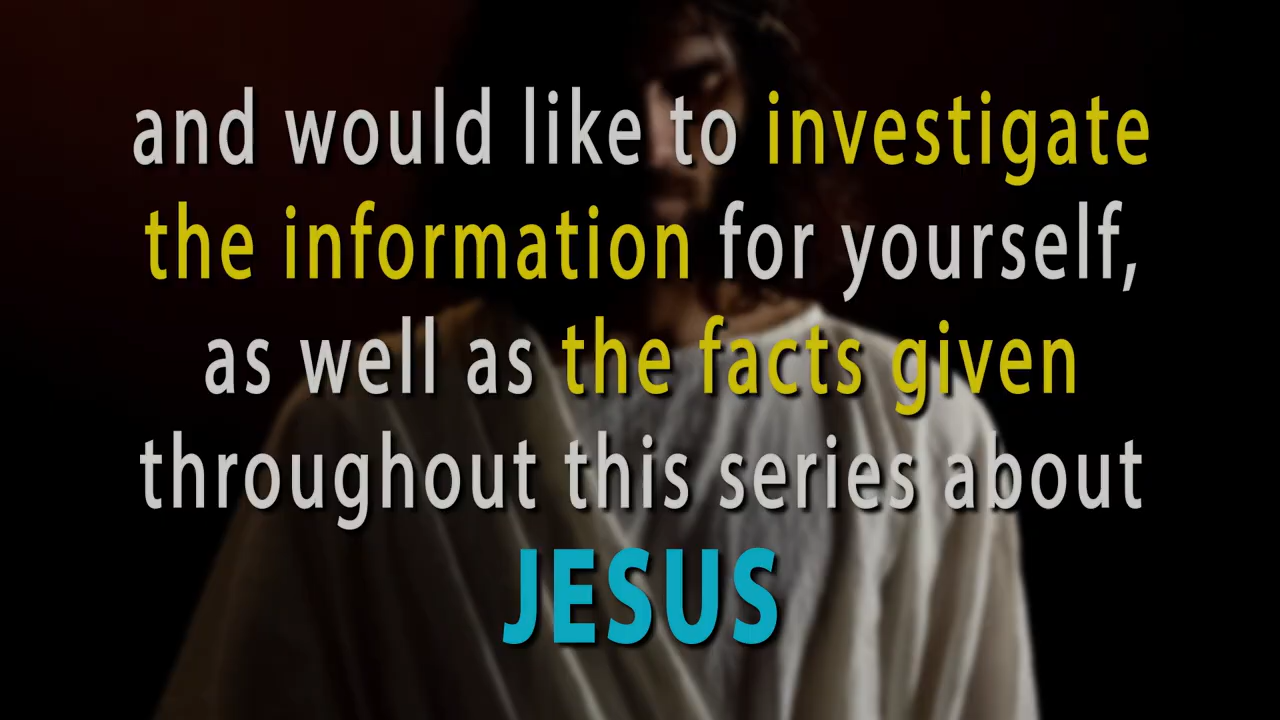 and would like to investigate
the information for yourself,
as well as the facts given
throughout this series about
JESUS